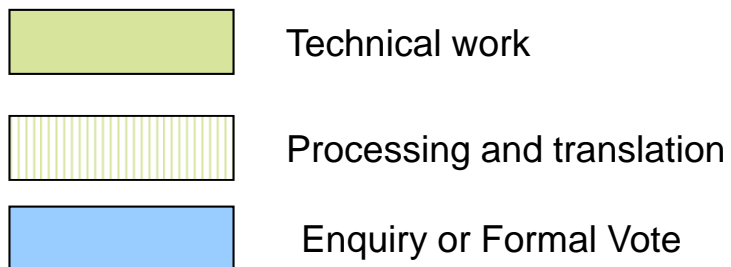 Technical work
Processing and translation
Enquiry or Formal Vote